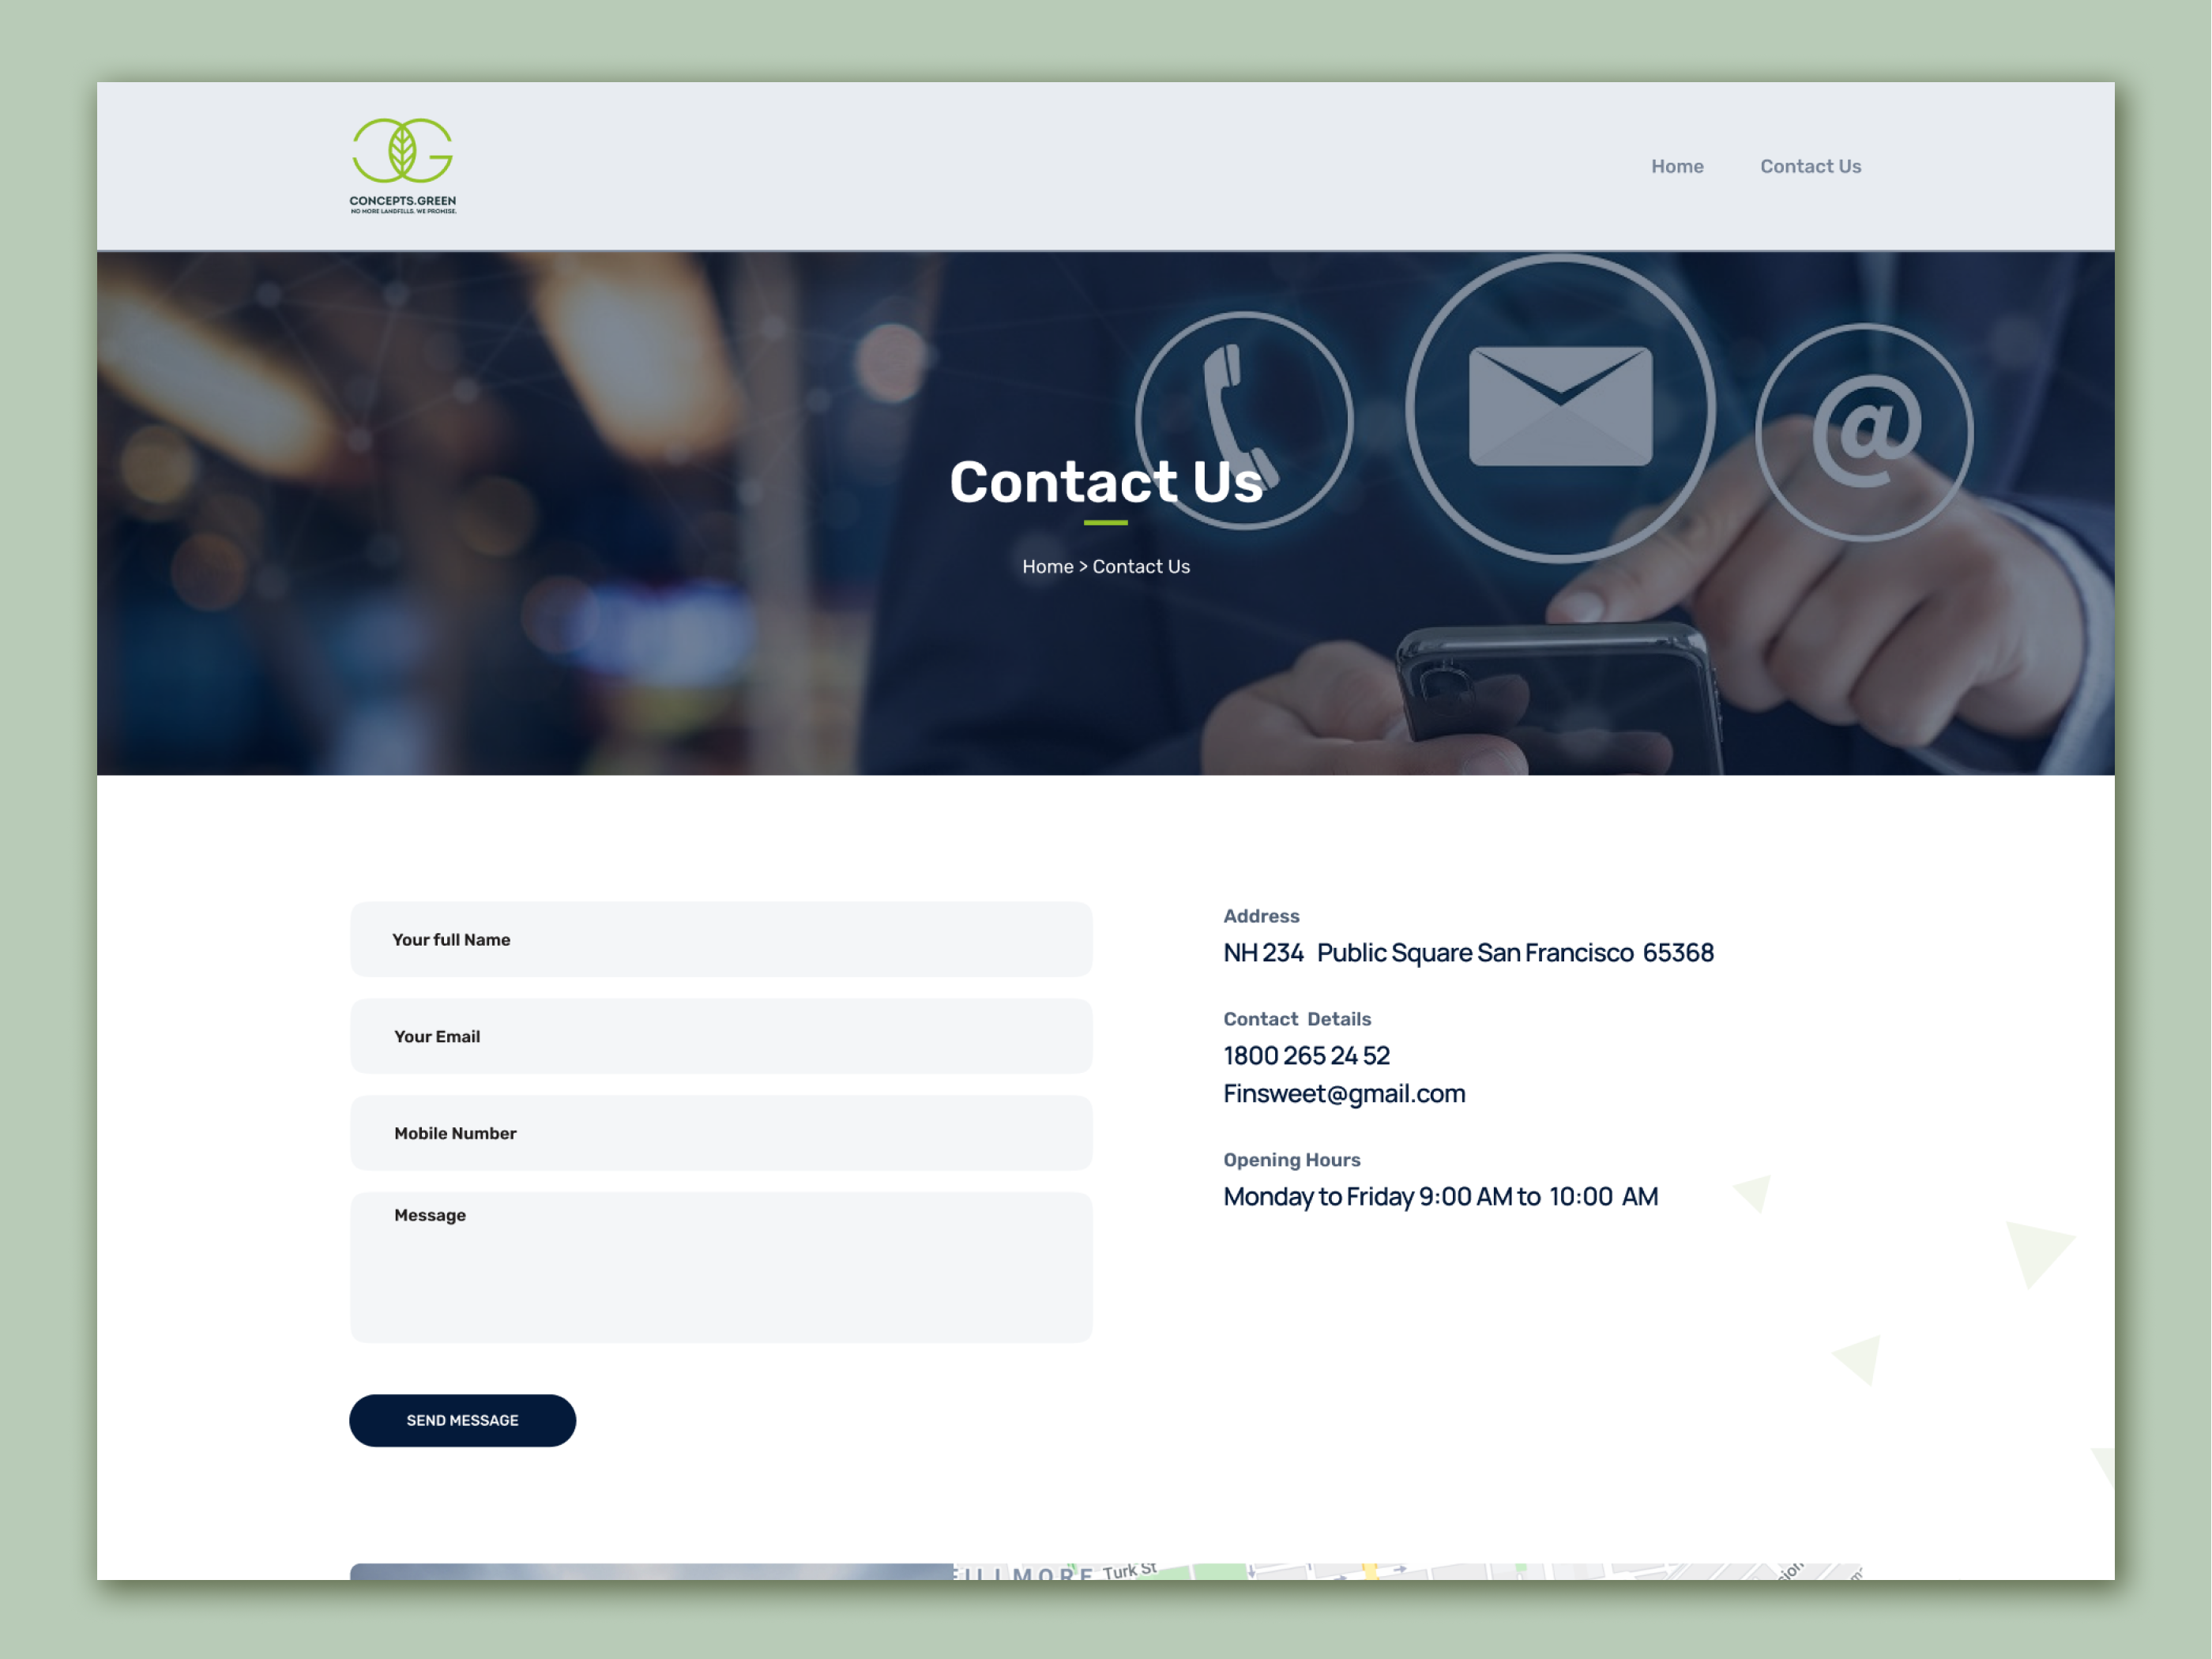 CONCEPTS.GREEN
NO MORE LANDFILLS. WE PROMISE.
Home
Contact Us
@
Contact Us
Home > Contact Us
Your full Name
Your Email
Mobile Number
Message
SEND MESSAGE
Address
NH 234 Public Square San Francisco 65368
Contact Details
1800 265 24 52
Finsweet@gmail.com
Opening Hours
Monday to Friday 9:00 AM to 10:00 AM
FILLMORE
Turk St